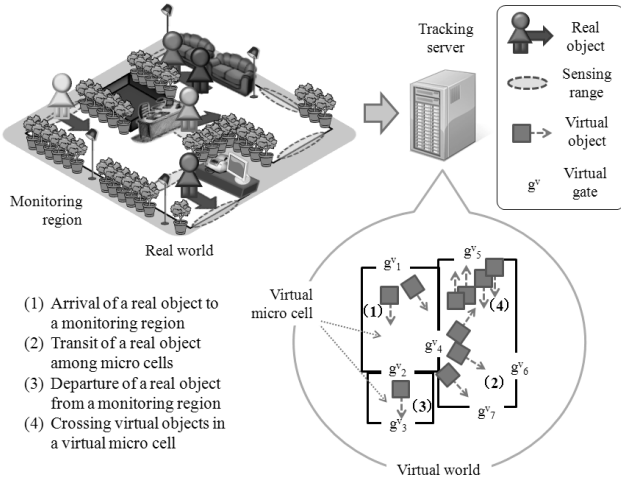 Tracking
server
Real
object
Sensing
range
Virtual
object
gv
Virtual
gate
Monitoring
region
Real world
(1) Arrival of a real object to
a monitoring region
(2) Transit of a real object
among micro cells
(3) Departure of a real object
from a monitoring region
(4) Crossing virtual objects in
a virtual micro cell
Virtual
micro cell
gv1
gv5
(1)
(4)
gv4
gv2
gv6
(2)
(3)
gv3
gv7
Virtual world